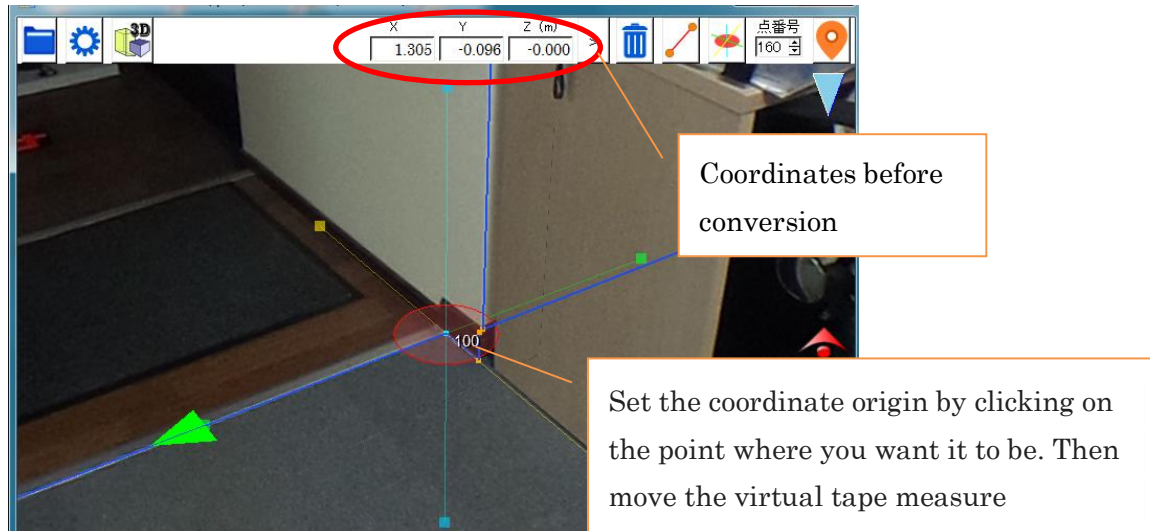 3D
X Y Z (m) 点番号
1.305 -0.096 -0.000 160
Coordinates before
conversion
100
Set the coordinate origin by clicking on
the point where you want it to be. Then
move the virtual tape measure